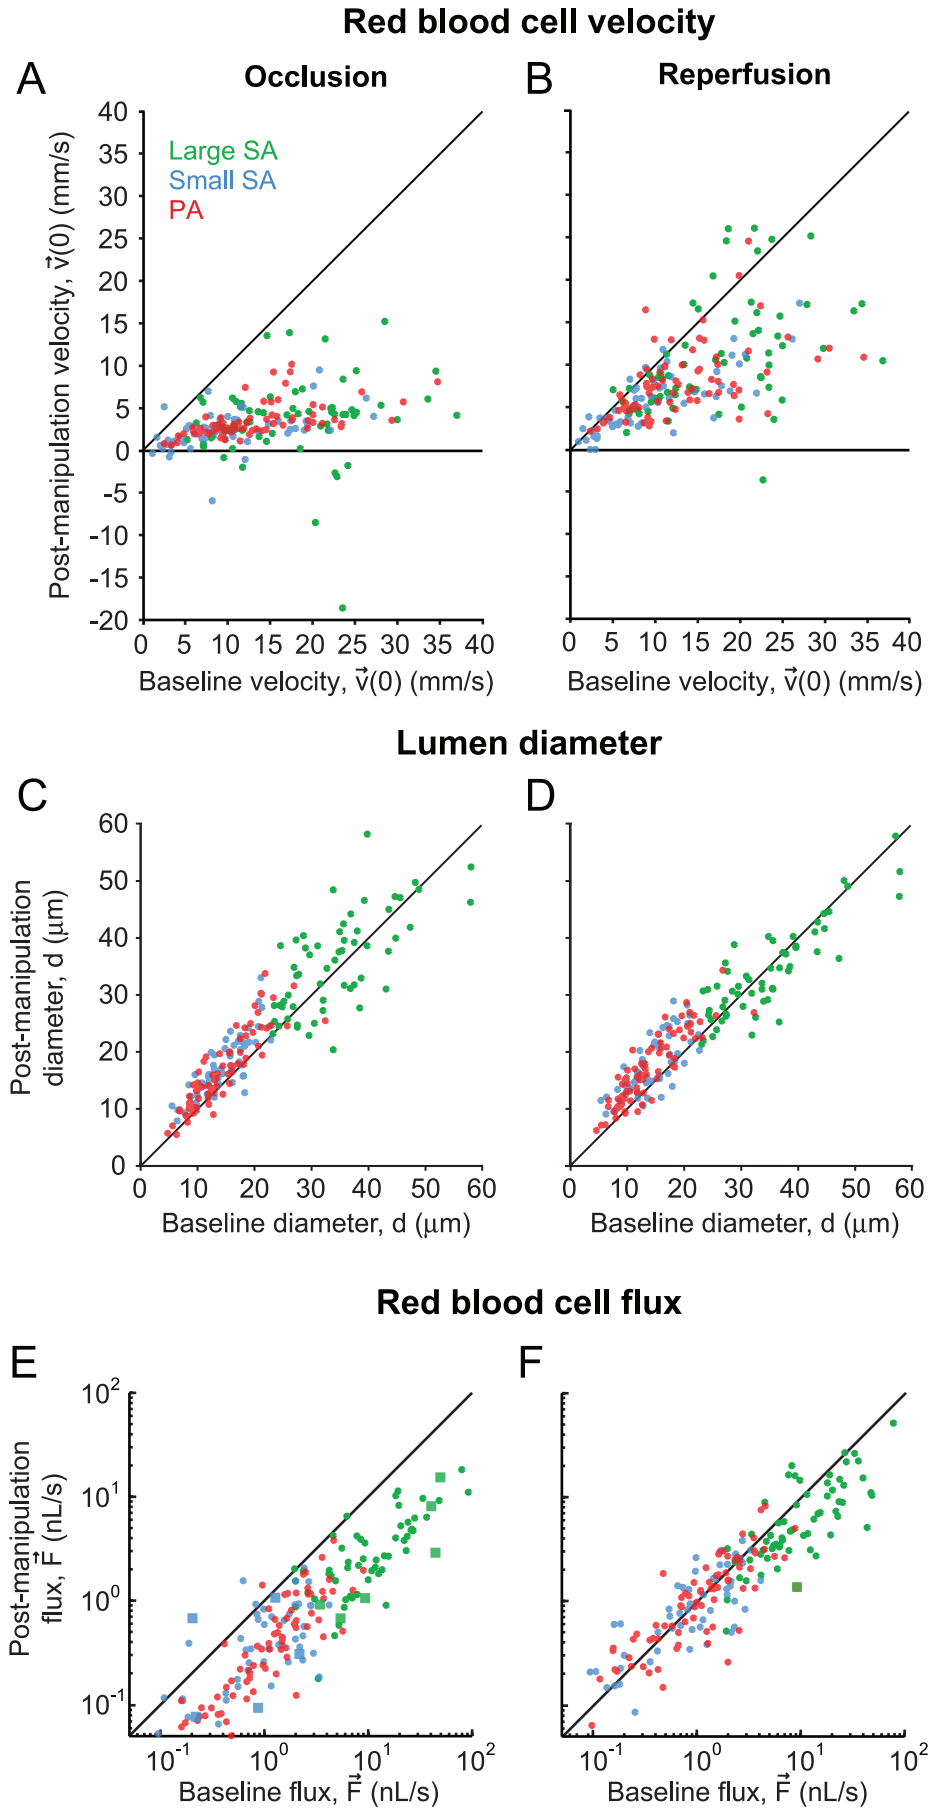 Red blood cell velocity
A
Occlusion
B
Reperfusion
Post-manipulation velocity, v⃗(0) (mm/s)
40
35
30
25
20
15
10
5
0
-5
-10
-15
-20
Large SA
Small SA
PA
0 5 10 15 20 25 30 35 40
0 5 10 15 20 25 30 35 40
Baseline velocity, v⃗(0) (mm/s)
Baseline velocity, v⃗(0) (mm/s)
Lumen diameter
C
D
Post-manipulation
diameter, d (μm)
60
50
40
30
20
10
0
0 10 20 30 40 50 60
0 10 20 30 40 50 60
Baseline diameter, d (μm)
Baseline diameter, d (μm)
Red blood cell flux
E
F
Post-manipulation
flux, F⃗ (nL/s)
10²
10¹
10⁰
10⁻¹
10⁻¹ 10⁰ 10¹ 10²
10⁻¹ 10⁰ 10¹ 10²
Baseline flux, F⃗ (nL/s)
Baseline flux, F⃗ (nL/s)